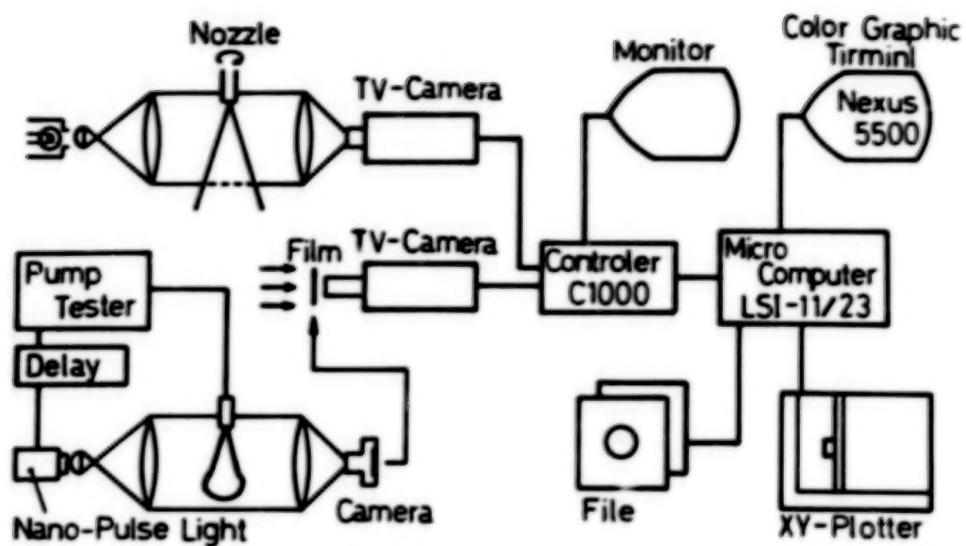 Nozzle
TV-Camera
Monitor
Color Graphic
Tirminl
Nexus
5500
Pump
Tester
Delay
Film
TV-Camera
Controler
C1000
Micro
Computer
LSI-11/23
Nano-Pulse Light
Camera
File
XY-Plotter